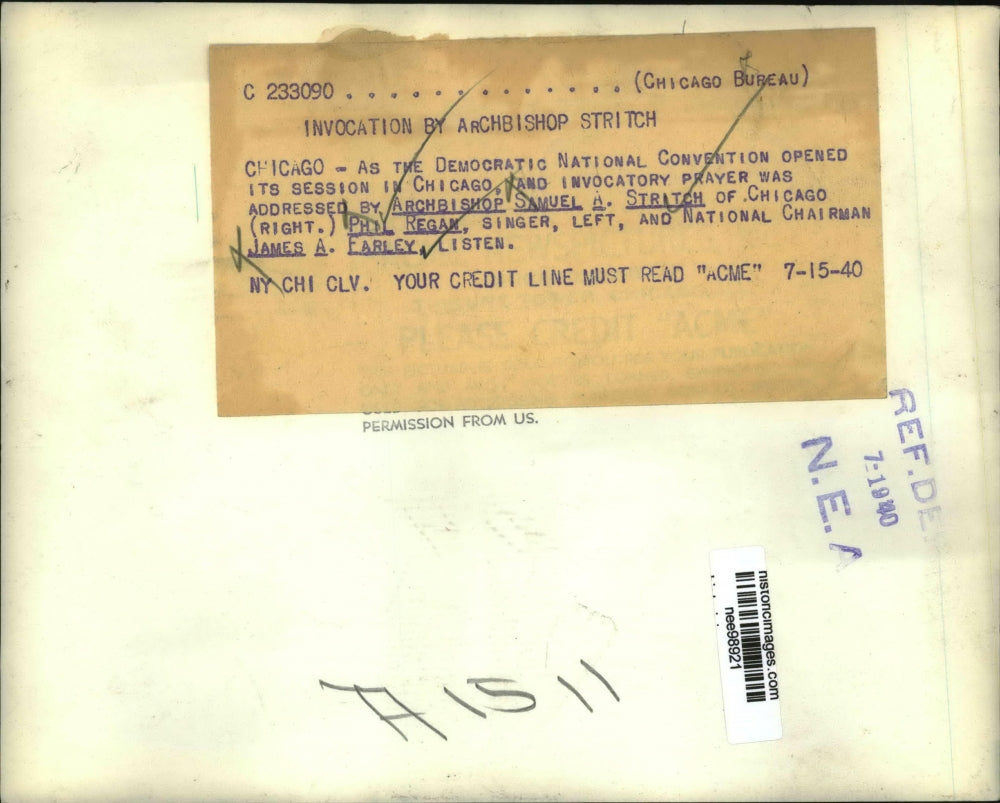 C 233090 . . . . . . . . . . . . . (CHICAGO BUREAU)
INVOCATION BY ARCHBISHOP STRITCH
CHICAGO - AS THE DEMOCRATIC NATIONAL CONVENTION OPENED
ITS SESSION IN CHICAGO, AND INVOCATORY PRAYER WAS
ADDRESSED BY ARCHBISHOP SAMUEL A. STRITCH OF CHICAGO
(RIGHT.) PHIL REGAN, SINGER, LEFT, AND NATIONAL CHAIRMAN
JAMES A. FARLEY, LISTEN.
NY CHI CLV. YOUR CREDIT LINE MUST READ "ACME" 7-15-40
PLEASE CREDIT "ACME"
PERMISSION FROM US.
REF. DE
7-1940
N.E.A
historicimages.com
nee98921
A 1511